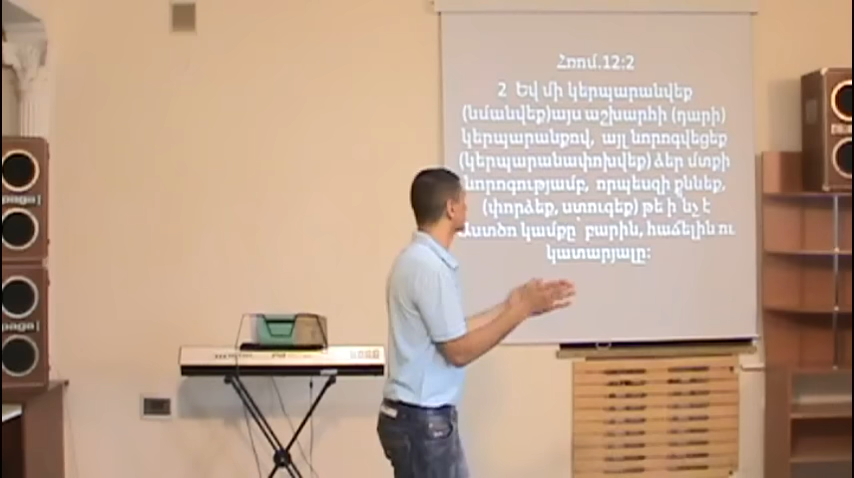 Հռոմ.12:2
2 Եվ մի կերպարանվեք
(նմանվեք)այս աշխարհի (դարի)
կերպարանքով, այլ նորոգվեցեք
(կերպարանափոխվեք) ձեր մտքի
նորոգությամբ, որպեսզի քննեք,
(փորձեք, ստուգեք) թե ի՞նչ է
Աստծո կամքը՝ բարին, հաճելին ու
կատարյալը:
KORG